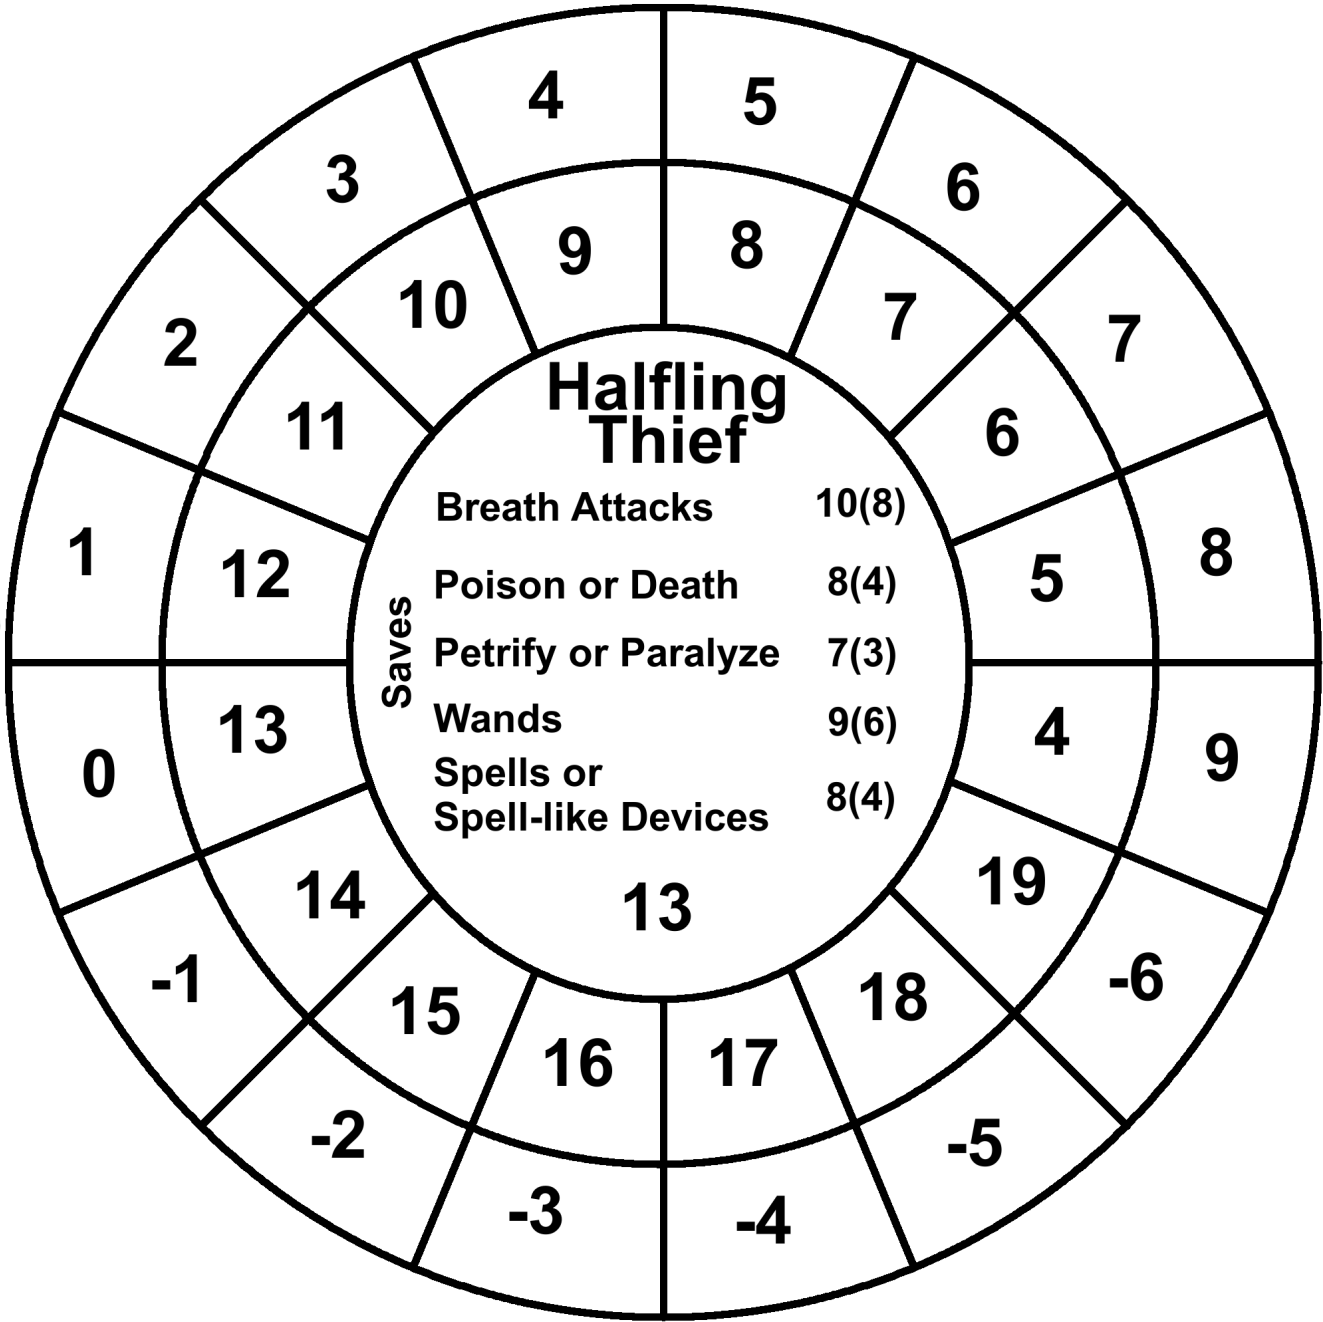 4 5
3 6
9 8
10 7
2 7
11 6
Halfling
Thief
Breath Attacks 10(8)
1 8
12 5
Poison or Death 8(4)
Saves
Petrify or Paralyze 7(3)
Wands 9(6)
13 4
0 9
Spells or
Spell-like Devices 8(4)
14 19
13
-1 -6
15 18
16 17
-2 -5
-3 -4